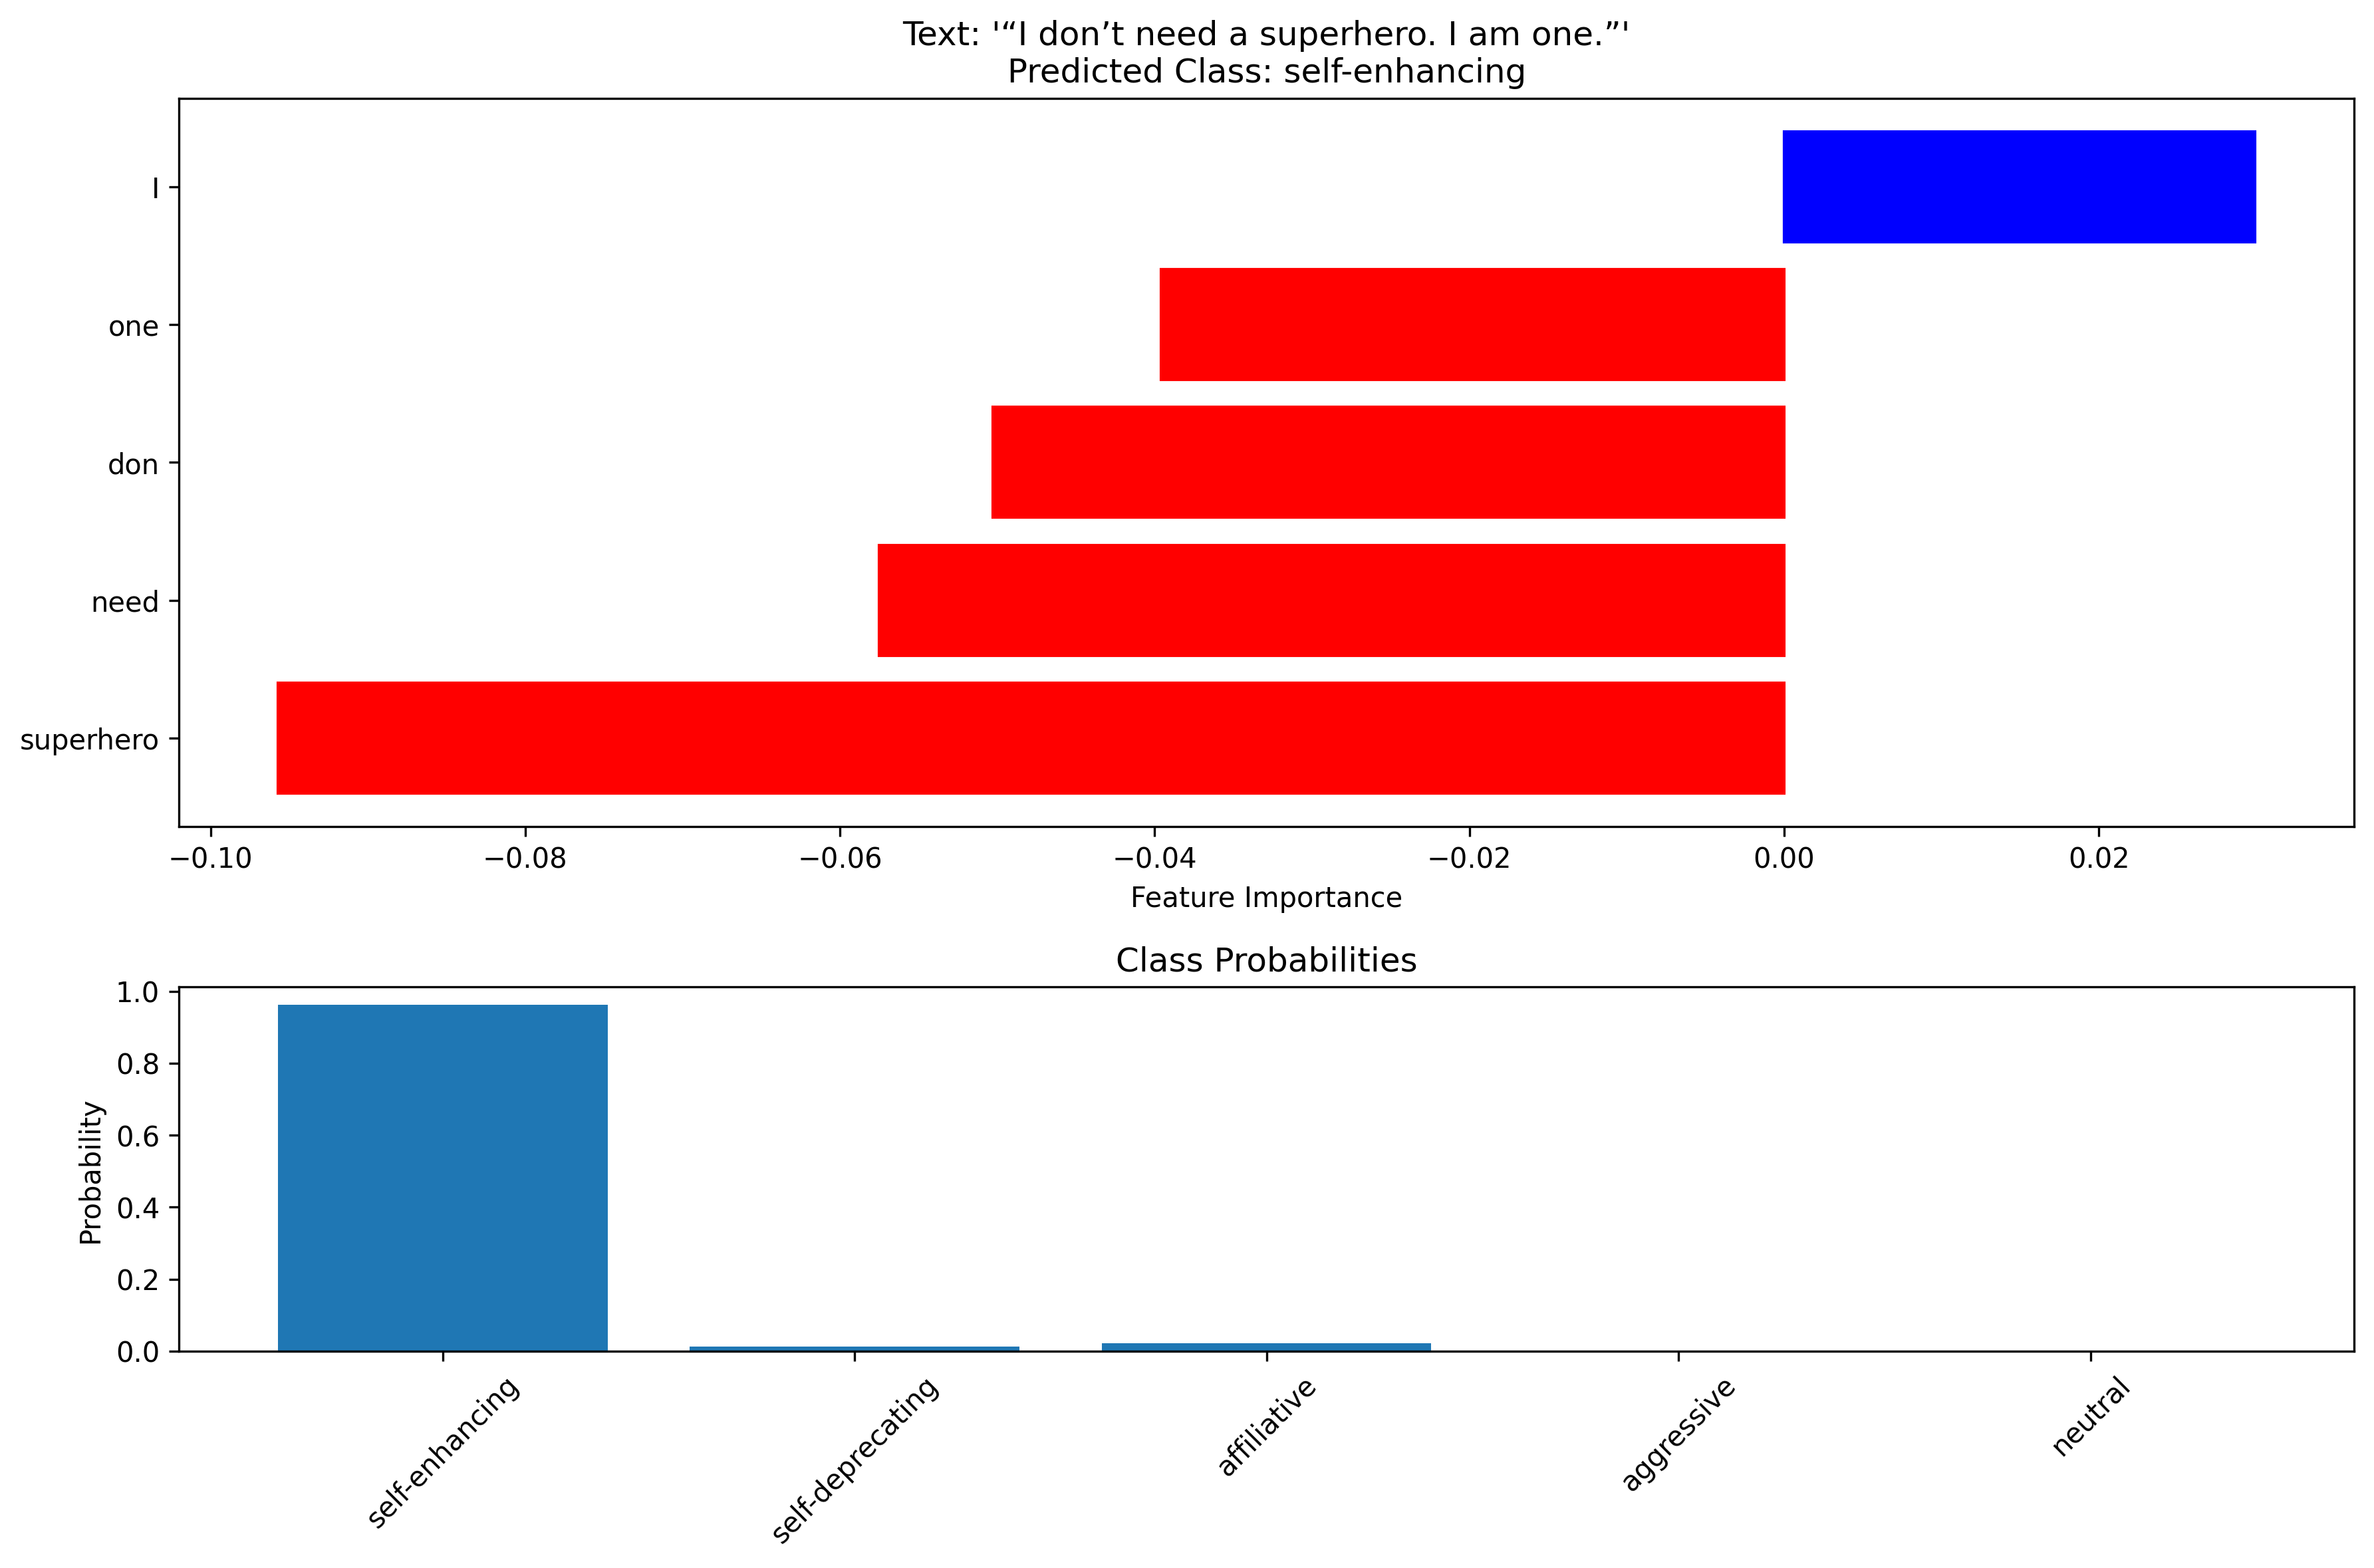 Text: '“I don’t need a superhero. I am one.”'
Predicted Class: self-enhancing
I
one
don
need
superhero
−0.10 −0.08 −0.06 −0.04 −0.02 0.00 0.02
Feature Importance
Class Probabilities
1.0
0.8
0.6
0.4
0.2
0.0
Probability
self-enhancing
self-deprecating
affiliative
aggressive
neutral